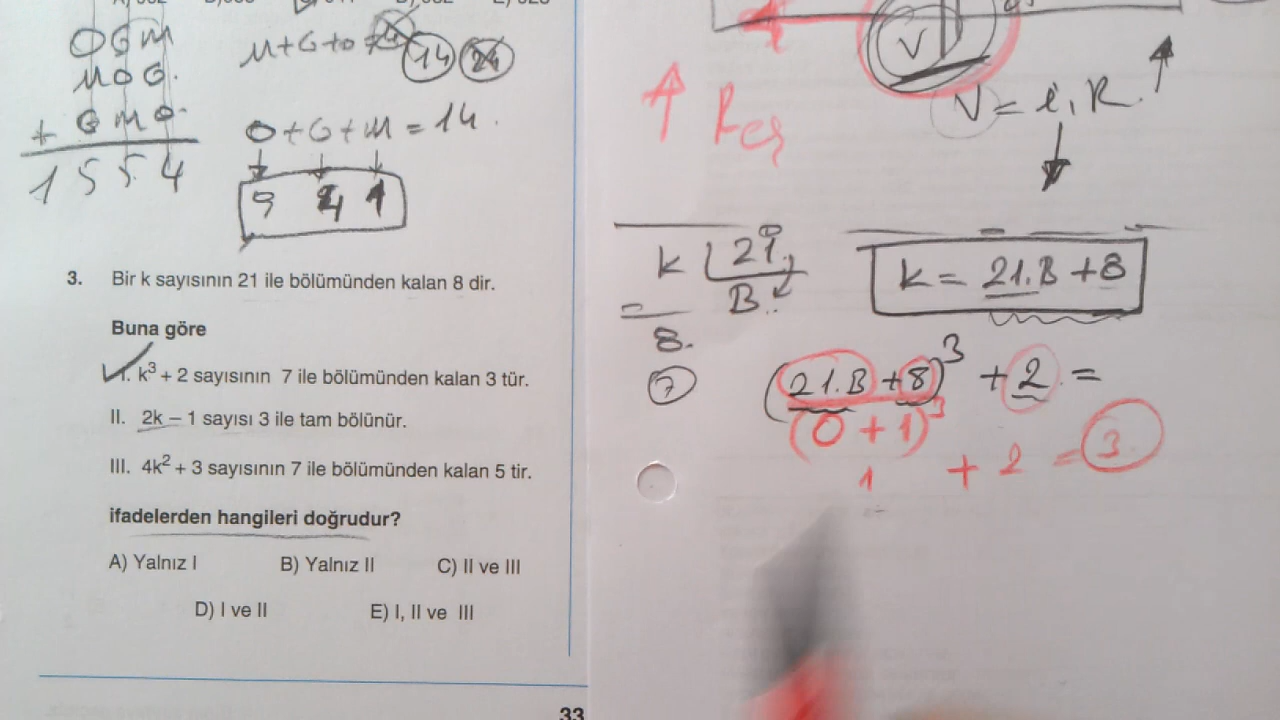 OGM
MOG
+ GMO
1554
M+G+O = 14 24
O+G+M = 14
9 4 1
3. Bir k sayısının 21 ile bölümünden kalan 8 dir.
Buna göre
I. k³ + 2 sayısının 7 ile bölümünden kalan 3 tür.
II. 2k – 1 sayısı 3 ile tam bölünür.
III. 4k² + 3 sayısının 7 ile bölümünden kalan 5 tir.
ifadelerden hangileri doğrudur?
A) Yalnız I B) Yalnız II C) II ve III
D) I ve II E) I, II ve III
33
V
Reş
V = i.R
k 21
B
8.
7
k = 21.B + 8
(21.B + 8)³ + 2 =
(0 + 1)³
1 + 2 = 3